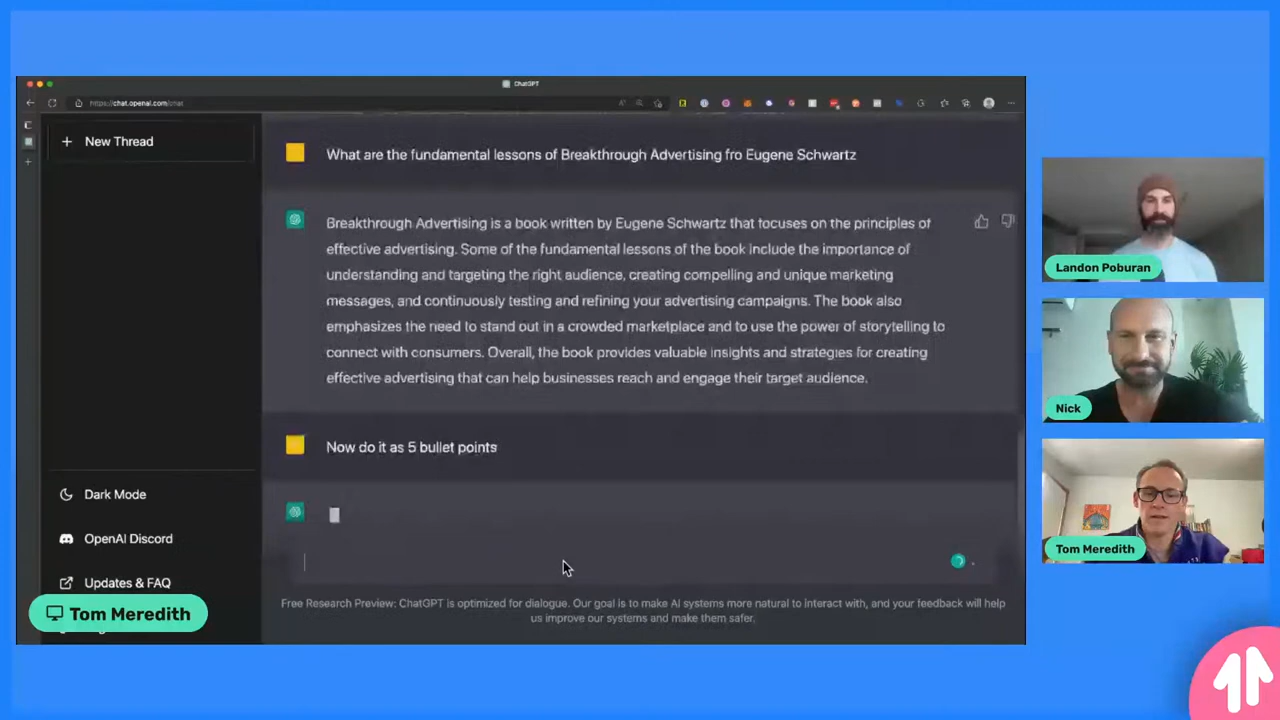 ChatGPT
https://chat.openai.com/chat
New Thread
What are the fundamental lessons of Breakthrough Advertising fro Eugene Schwartz
Breakthrough Advertising is a book written by Eugene Schwartz that focuses on the principles of
effective advertising. Some of the fundamental lessons of the book include the importance of
understanding and targeting the right audience, creating compelling and unique marketing
messages, and continuously testing and refining your advertising campaigns. The book also
emphasizes the need to stand out in a crowded marketplace and to use the power of storytelling to
connect with consumers. Overall, the book provides valuable insights and strategies for creating
effective advertising that can help businesses reach and engage their target audience.
Now do it as 5 bullet points
Dark Mode
OpenAI Discord
Updates & FAQ
Tom Meredith
Free Research Preview: ChatGPT is optimized for dialogue. Our goal is to make AI systems more natural to interact with, and your feedback will help
us improve our systems and make them safer.
Landon Poburan
Nick
Tom Meredith